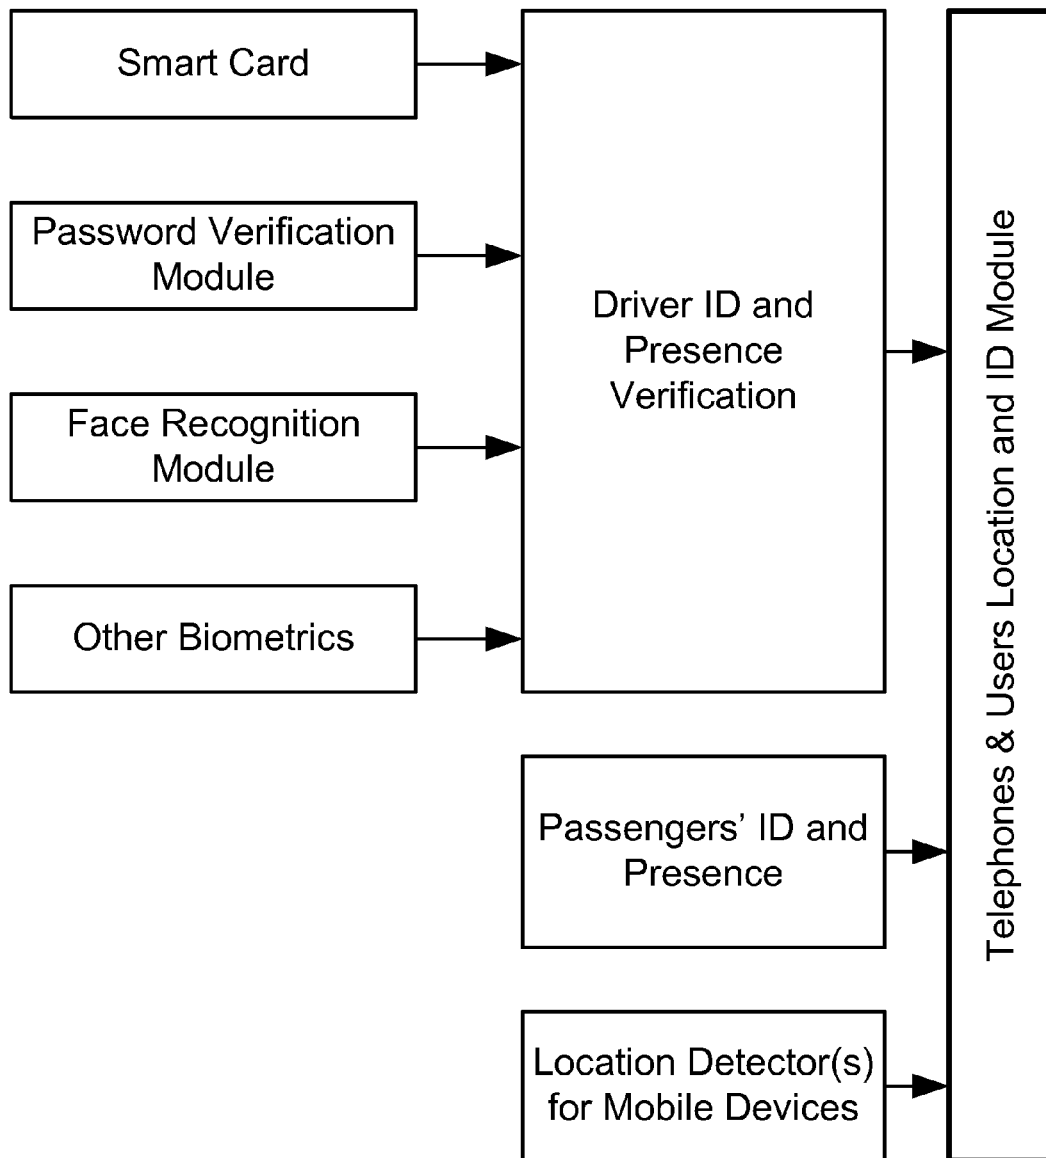 Smart Card
Password Verification
Module
Face Recognition
Module
Other Biometrics
Driver ID and
Presence
Verification
Passengers’ ID and
Presence
Location Detector(s)
for Mobile Devices
Telephones & Users Location and ID Module